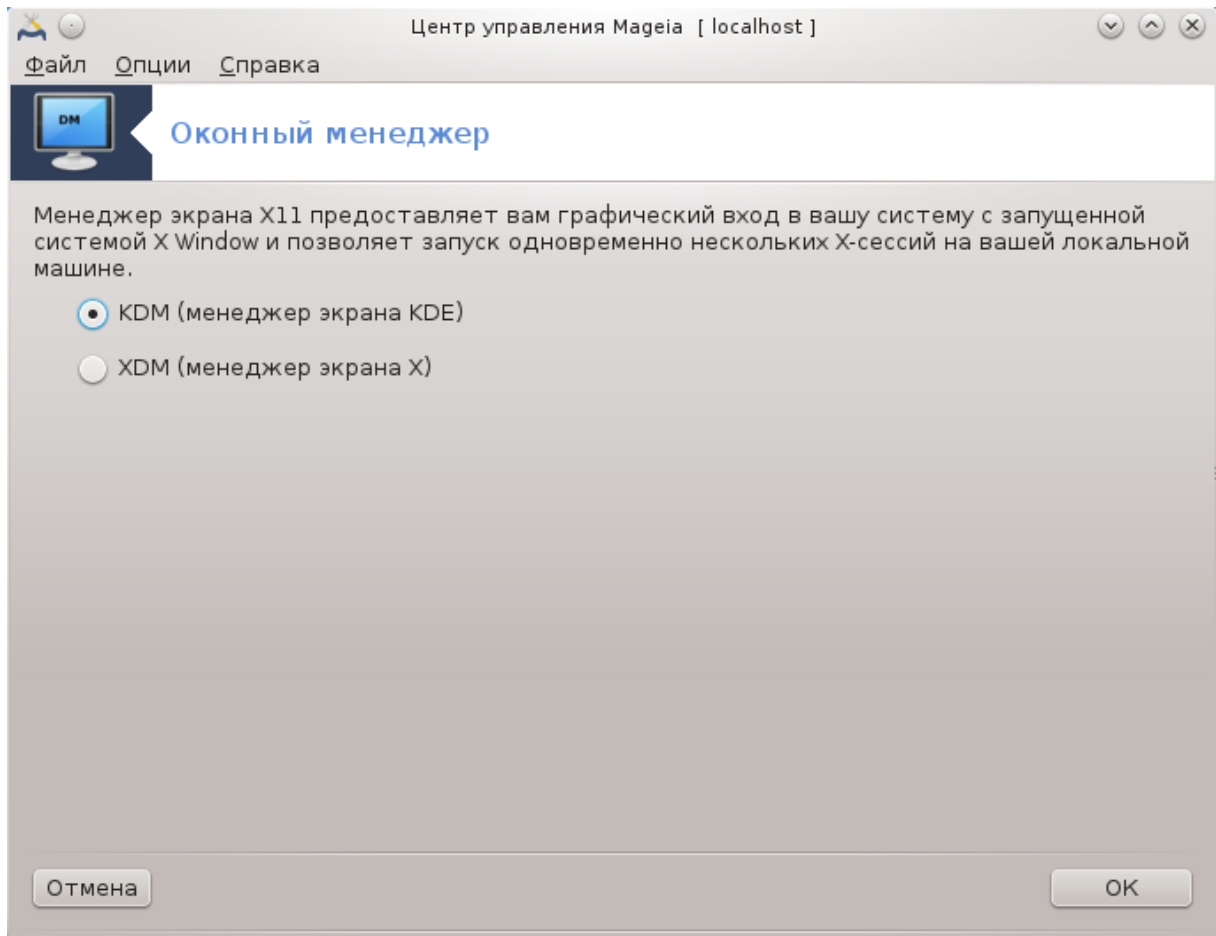 Центр управления Mageia [ localhost ]
Файл Опции Справка
DM
Оконный менеджер
Менеджер экрана X11 предоставляет вам графический вход в вашу систему с запущенной
системой X Window и позволяет запуск одновременно нескольких X-сессий на вашей локальной
машине.
KDM (менеджер экрана KDE)
XDM (менеджер экрана X)
Отмена
OK